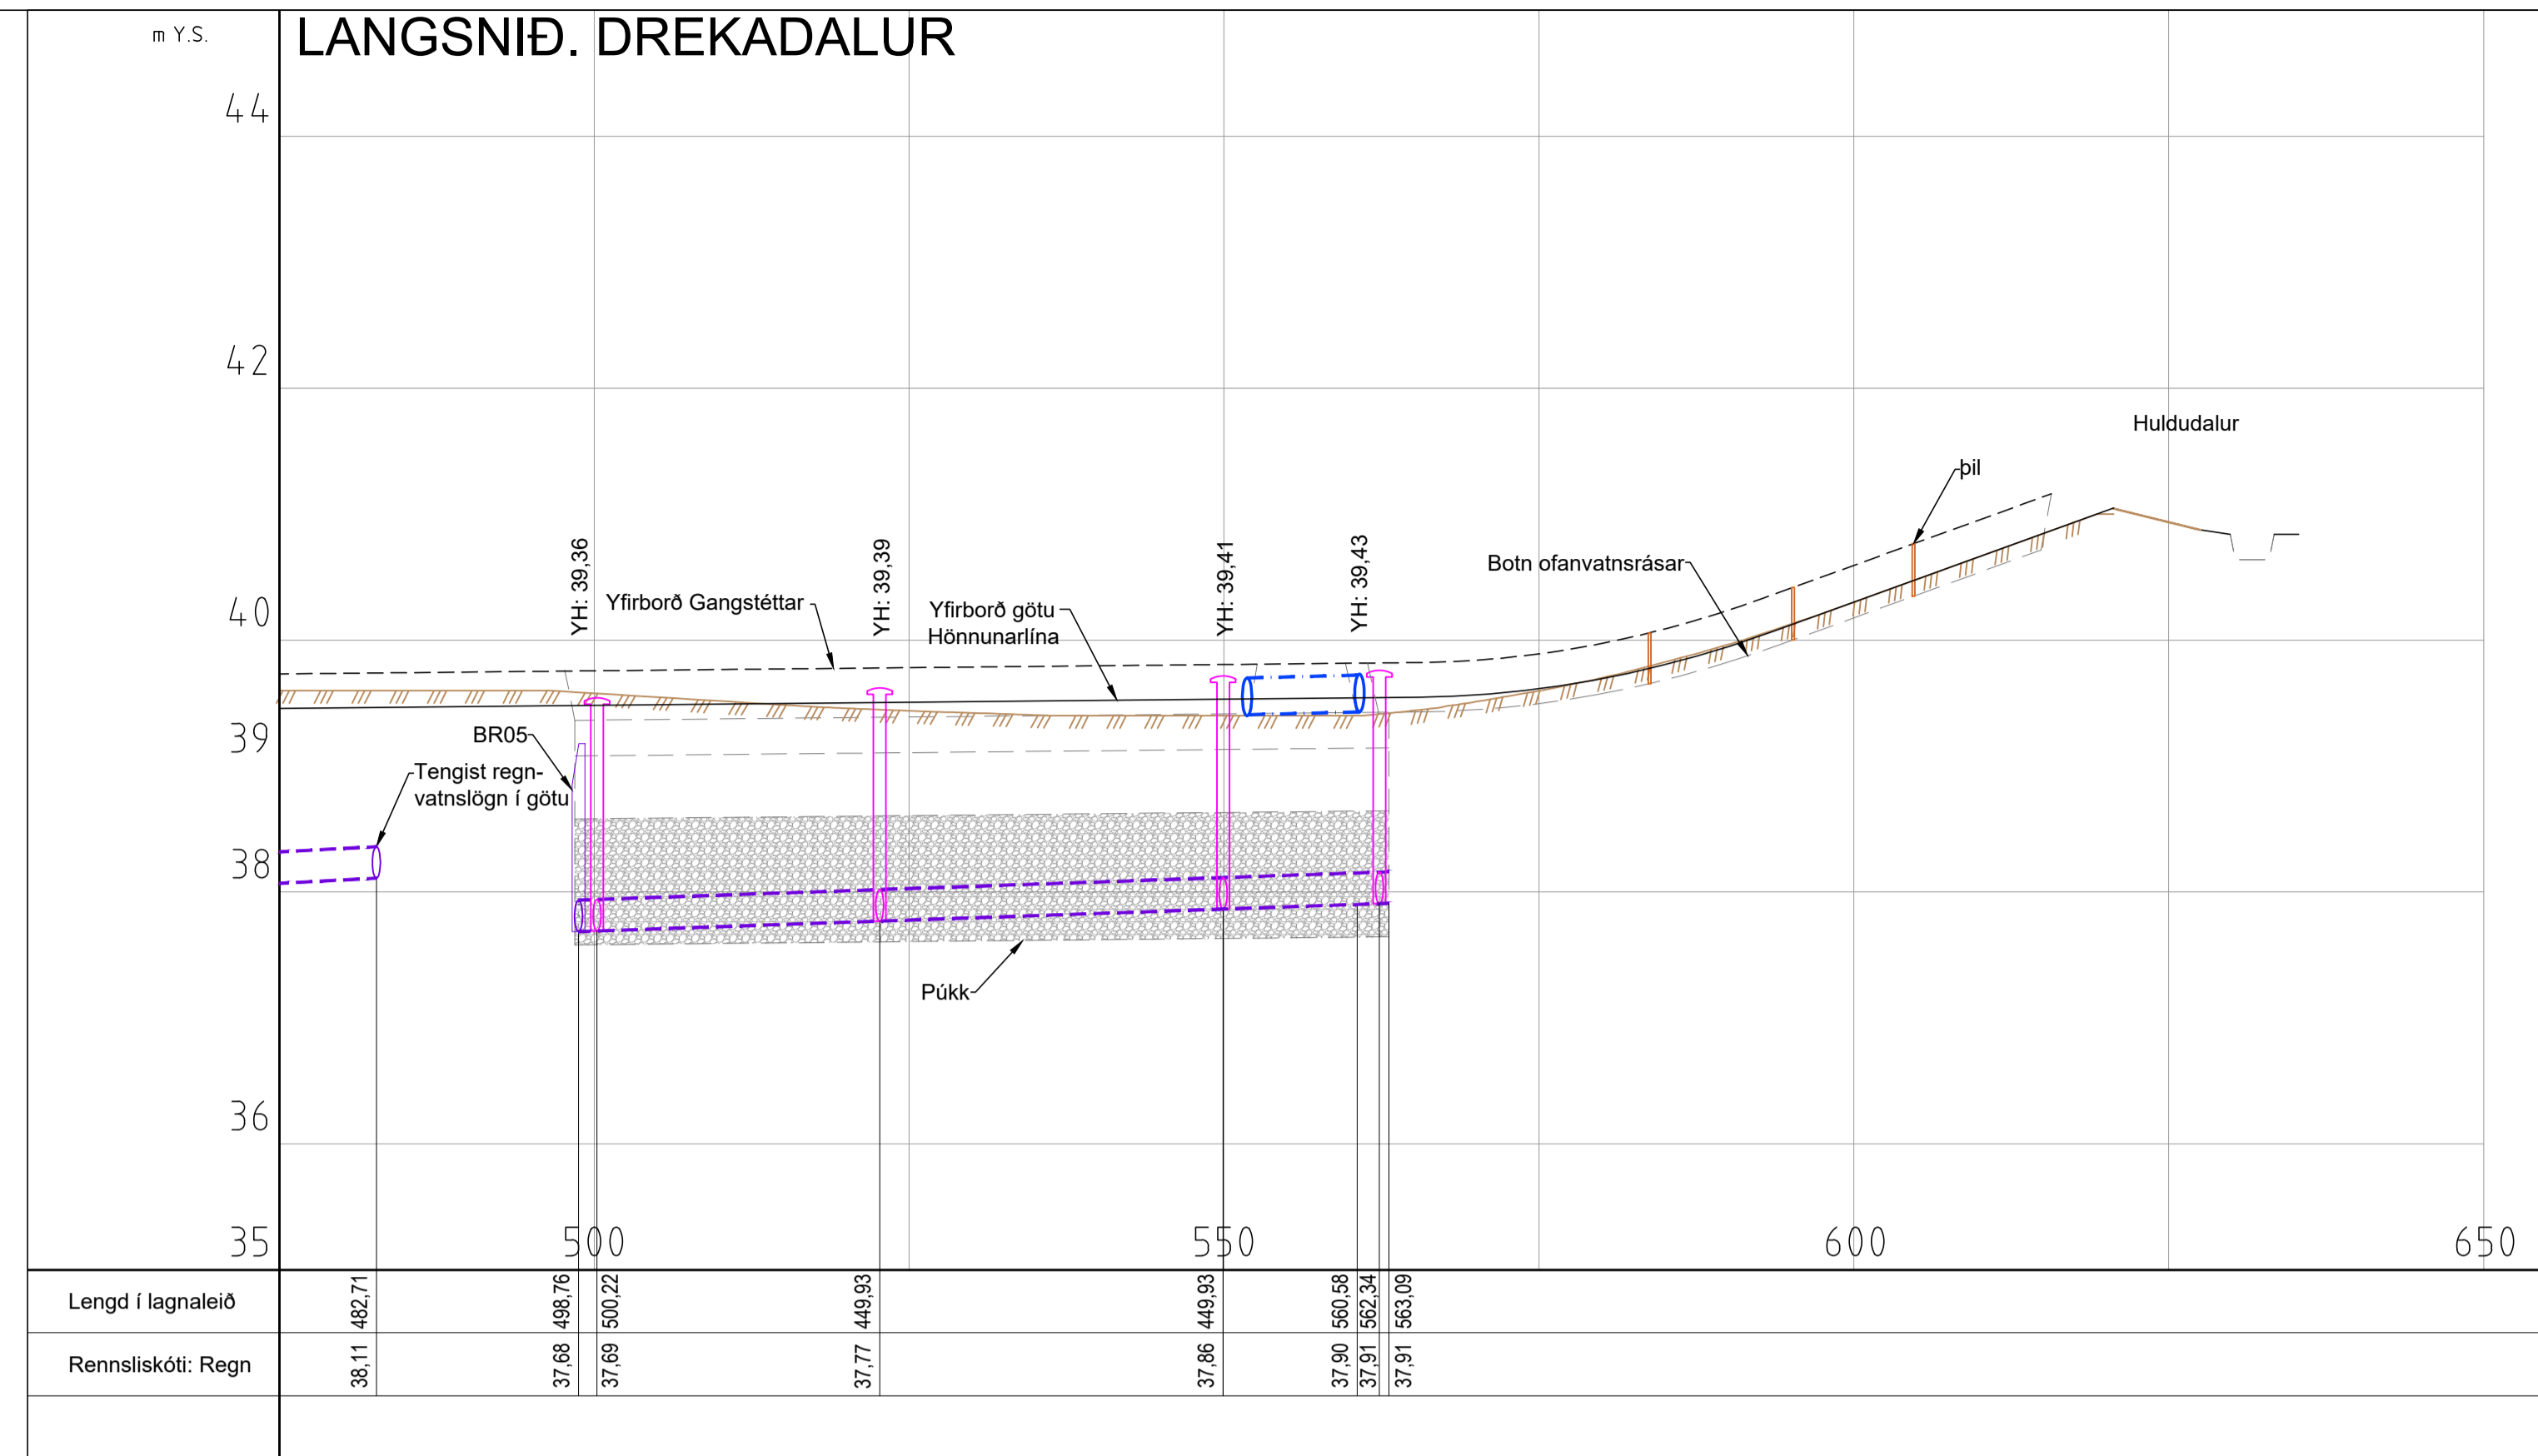 m Y.S.
LANGSNIÐ. DREKADALUR
44
42
Huldudalur
þil
YH: 39,36
YH: 39,39
YH: 39,41
YH: 39,43
Botn ofanvatnsrásar
Yfirborð Gangstéttar
Yfirborð götu
Hönnunarlína
40
39
BR05
Tengist regn-
vatnslögn í götu
38
Púkk
36
35
500
550
600
650
Lengd í lagnaleið
482,71
498,76
500,22
449,93
449,93
560,58
562,34
563,09
Rennsliskóti: Regn
38,11
37,68
37,69
37,77
37,86
37,90
37,91
37,91